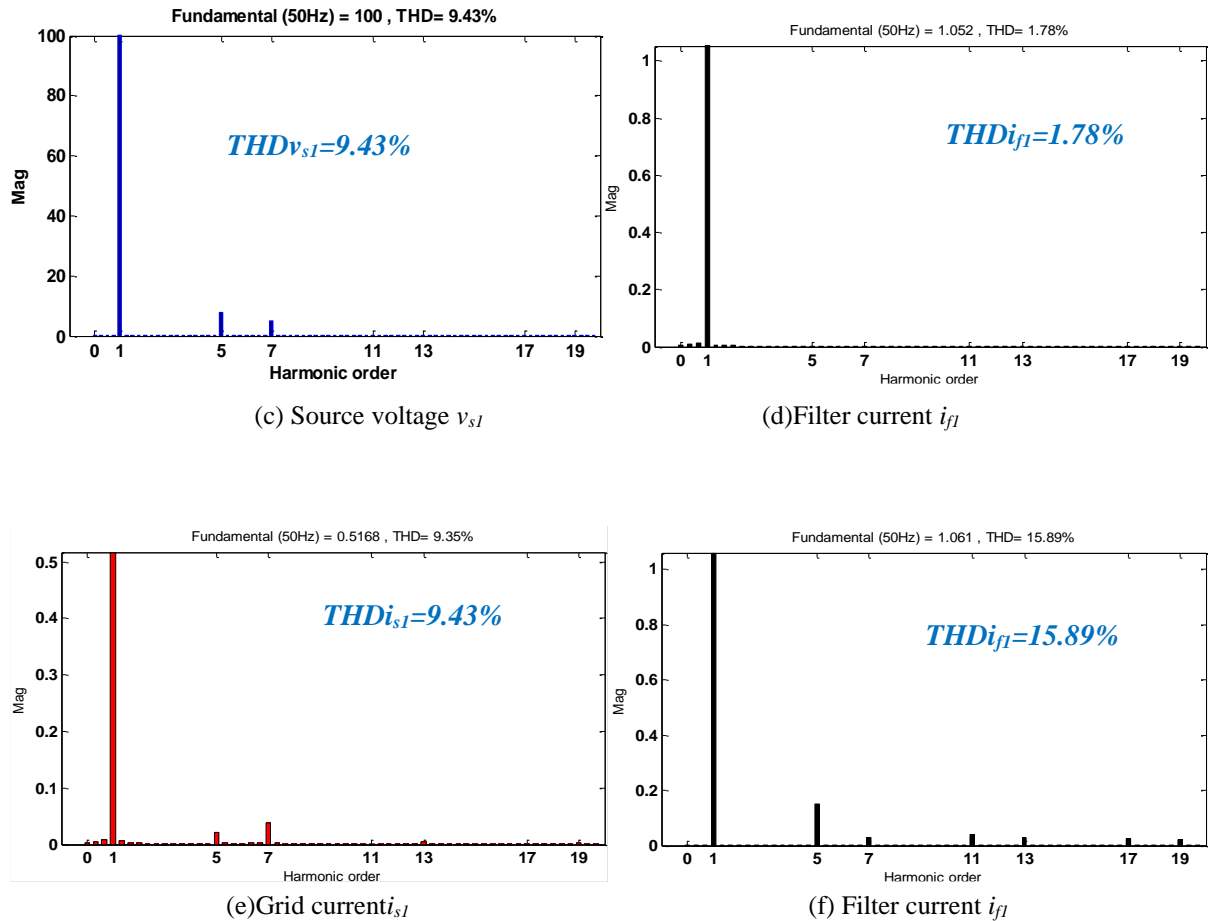 Fundamental (50Hz) = 100 , THD= 9.43%
100
80
60
40
20
0
Mag
THDvs1=9.43%
0 1 5 7 11 13 17 19
Harmonic order
(c) Source voltage vs1
Fundamental (50Hz) = 1.052 , THD= 1.78%
1
0.8
0.6
0.4
0.2
0
Mag
THDif1=1.78%
0 1 5 7 11 13 17 19
Harmonic order
(d)Filter current if1
Fundamental (50Hz) = 0.5168 , THD= 9.35%
0.5
0.4
0.3
0.2
0.1
0
Mag
THDis1=9.43%
0 1 5 7 11 13 17 19
Harmonic order
(e)Grid currentis1
Fundamental (50Hz) = 1.061 , THD= 15.89%
1
0.8
0.6
0.4
0.2
0
Mag
THDif1=15.89%
0 1 5 7 11 13 17 19
Harmonic order
(f) Filter current if1